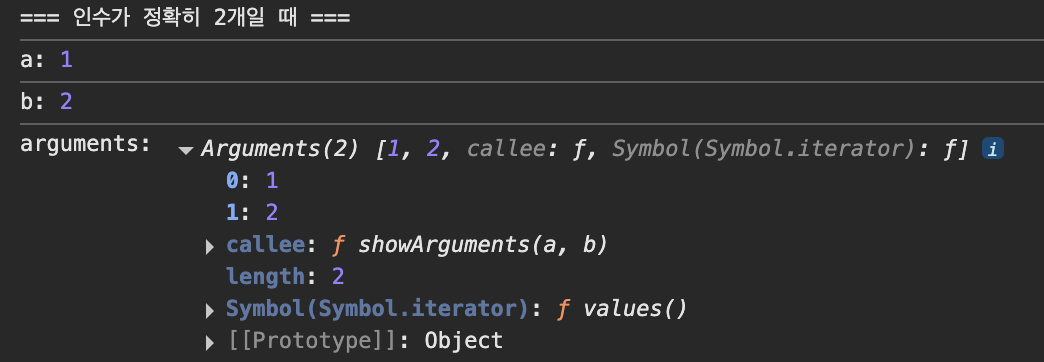 === 인수가 정확히 2개일 때 ===
a: 1
b: 2
arguments: ▼ Arguments(2) [1, 2, callee: ƒ, Symbol(Symbol.iterator): ƒ] i
0: 1
1: 2
▶ callee: ƒ showArguments(a, b)
length: 2
▶ Symbol(Symbol.iterator): ƒ values()
▶ [[Prototype]]: Object